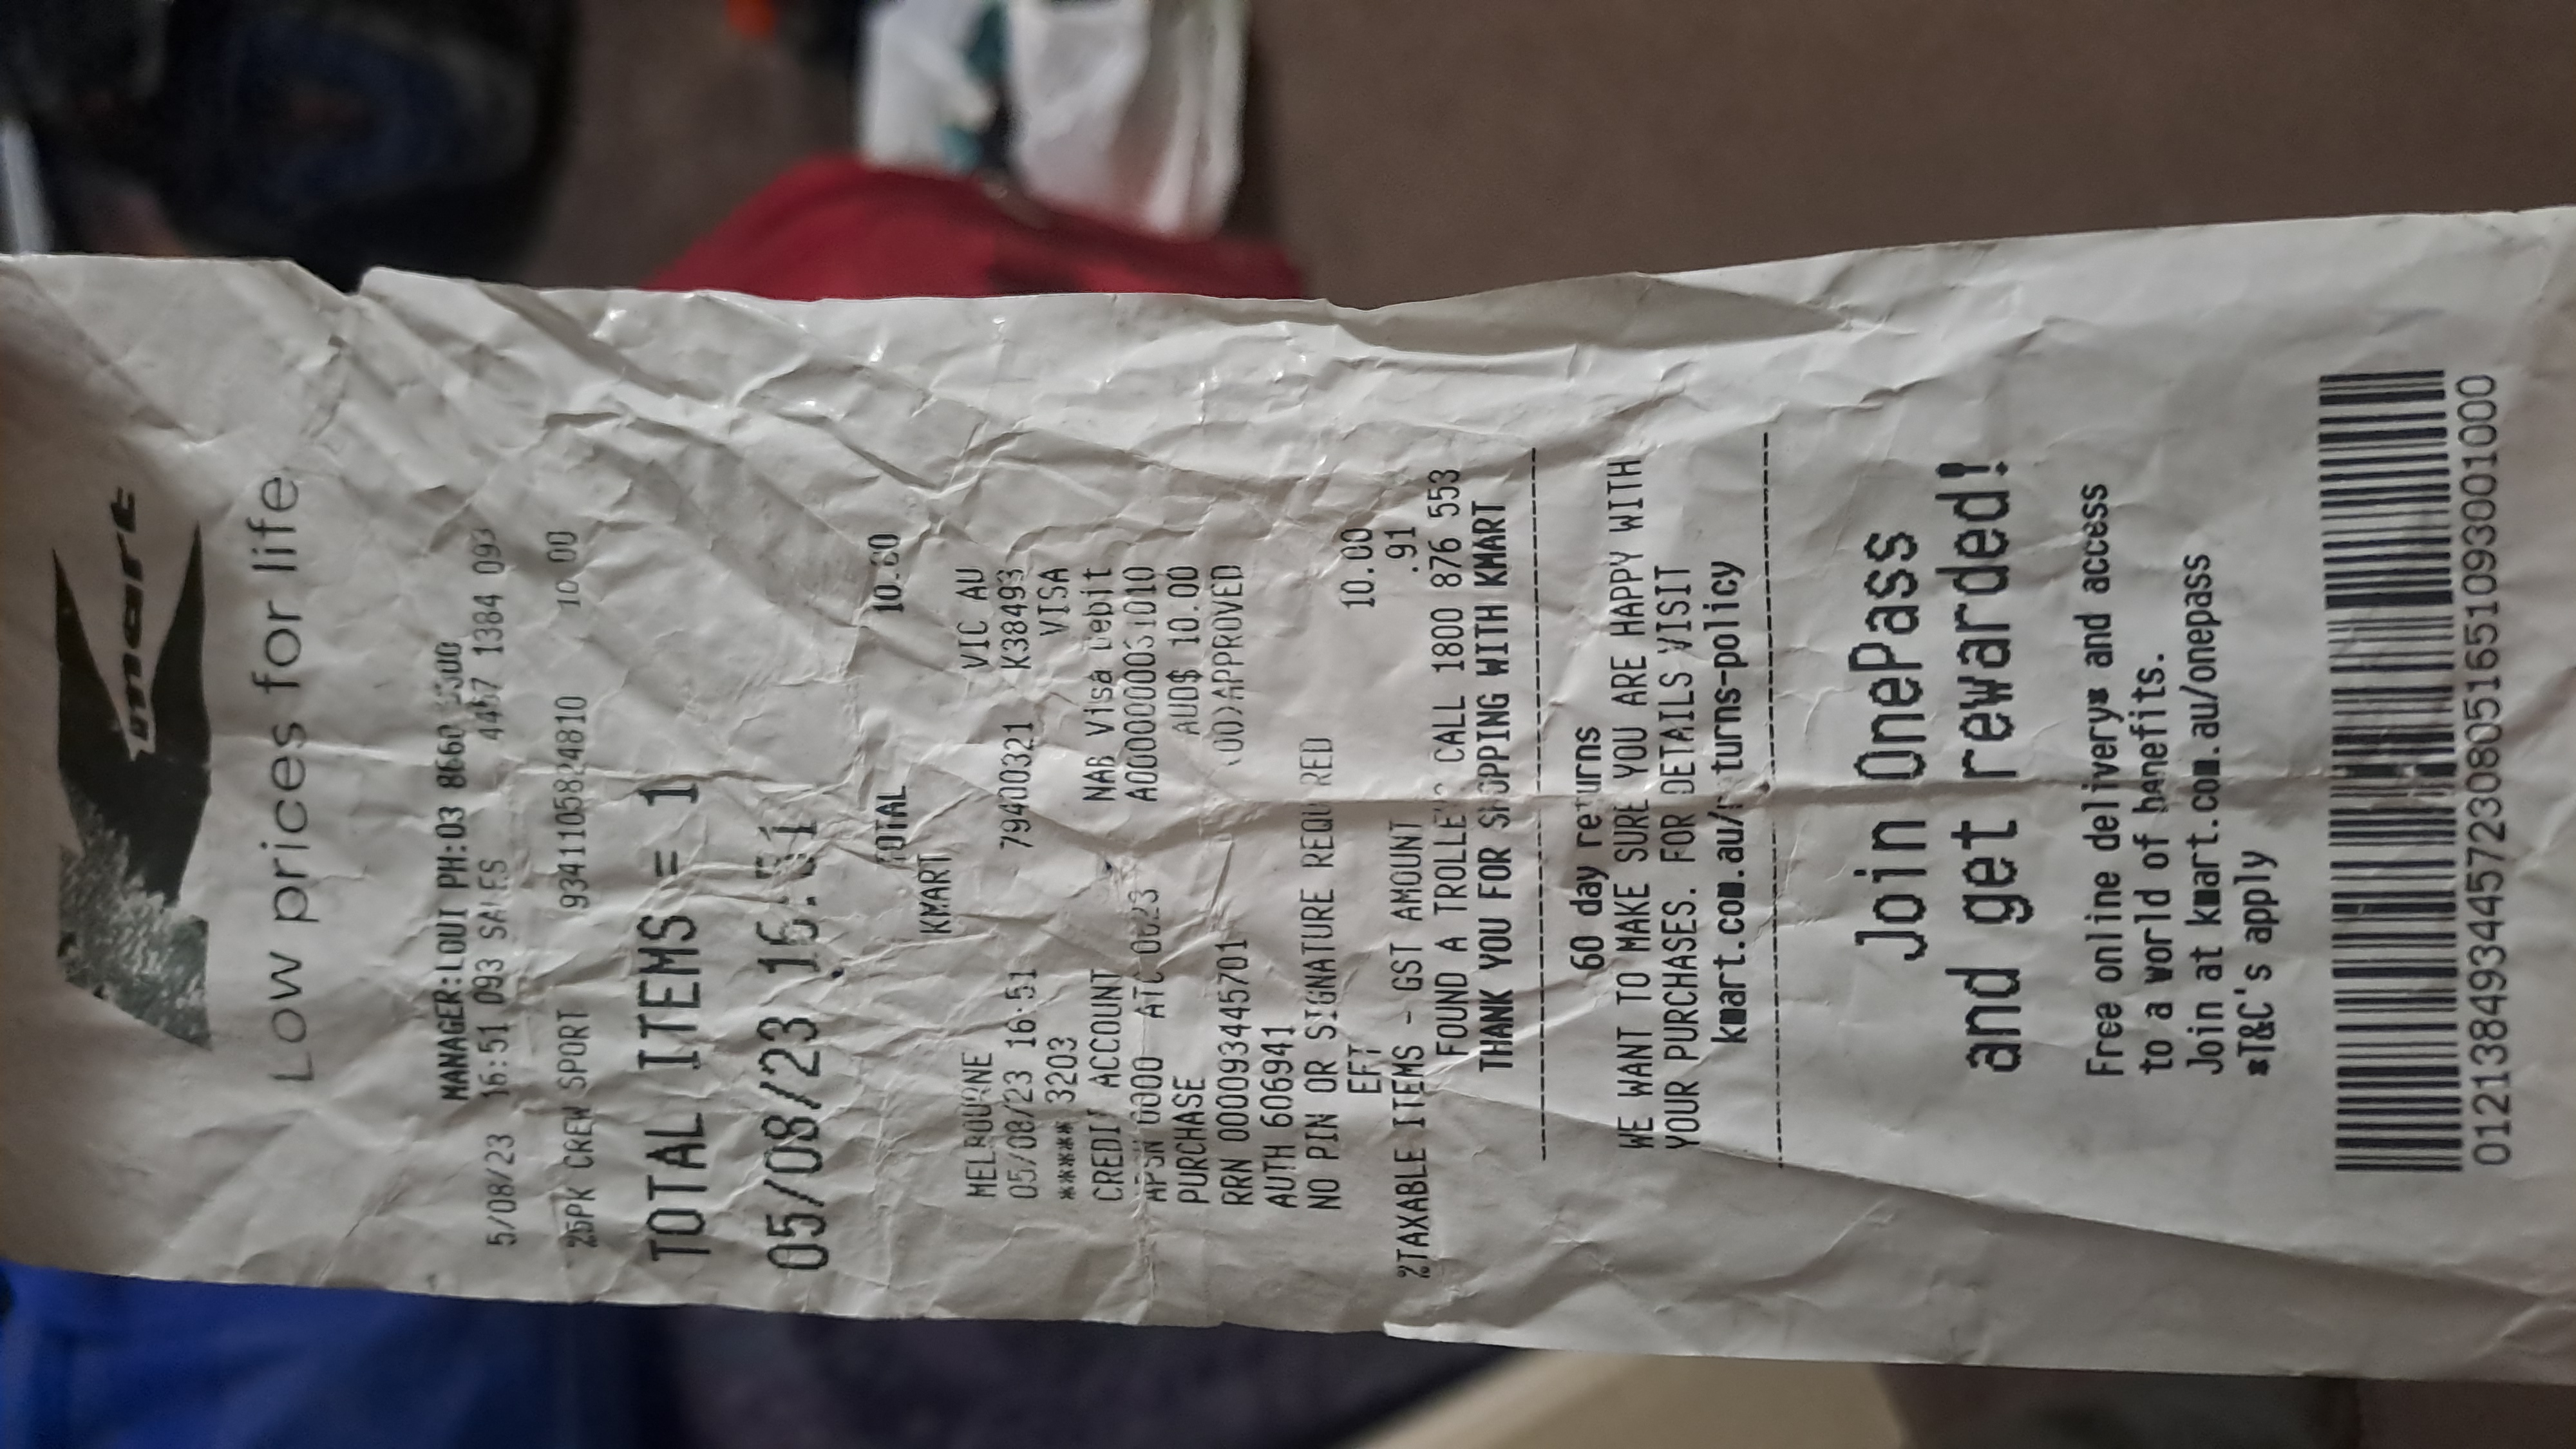 Kmart
Low prices for life
MANAGER:LOUI PH:03 8660
5/08/23 16:51 093 SALES 4457 1384 093
%5PK CREW SPORT 9341105824810 10.00
TOTAL ITEMS = 1
05/08/23 16:51
TOTAL 10.00
KMART
MELBOURNE VIC AU
05/08/23 16:51 79400321 K38493
***** 3203 VISA
CREDIT ACCOUNT NAB Visa Debit
APSN 0000 ATC 0023 A0000000031010
PURCHASE AUD$ 10.00
RRN 000093445701 (00)APPROVED
AUTH 606941
NO PIN OR SIGNATURE REQUIRED
EFT 10.00
%TAXABLE ITEMS - GST AMOUNT .91
FOUND A TROLLEY? CALL 1800 876 553
THANK YOU FOR SHOPPING WITH KMART
60 day returns
WE WANT TO MAKE SURE YOU ARE HAPPY WITH
YOUR PURCHASES. FOR DETAILS VISIT
kmart.com.au/returns-policy
Join OnePass
and get rewarded!
Free online delivery* and access
to a world of benefits.
Join at kmart.com.au/onepass
*T&C's apply
012138493445723080516510930010​00